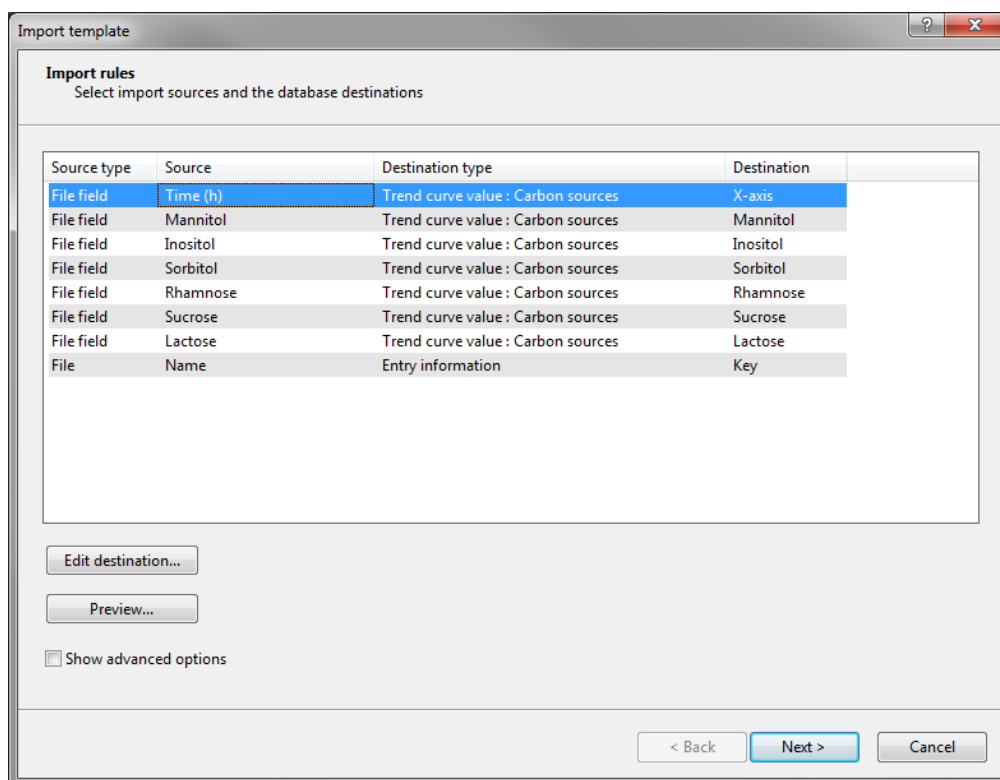 Import template
Import rules
Select import sources and the database destinations
Source type Source Destination type Destination
File field Time (h) Trend curve value : Carbon sources X-axis
File field Mannitol Trend curve value : Carbon sources Mannitol
File field Inositol Trend curve value : Carbon sources Inositol
File field Sorbitol Trend curve value : Carbon sources Sorbitol
File field Rhamnose Trend curve value : Carbon sources Rhamnose
File field Sucrose Trend curve value : Carbon sources Sucrose
File field Lactose Trend curve value : Carbon sources Lactose
File Name Entry information Key
Edit destination...
Preview...
Show advanced options
< Back Next > Cancel